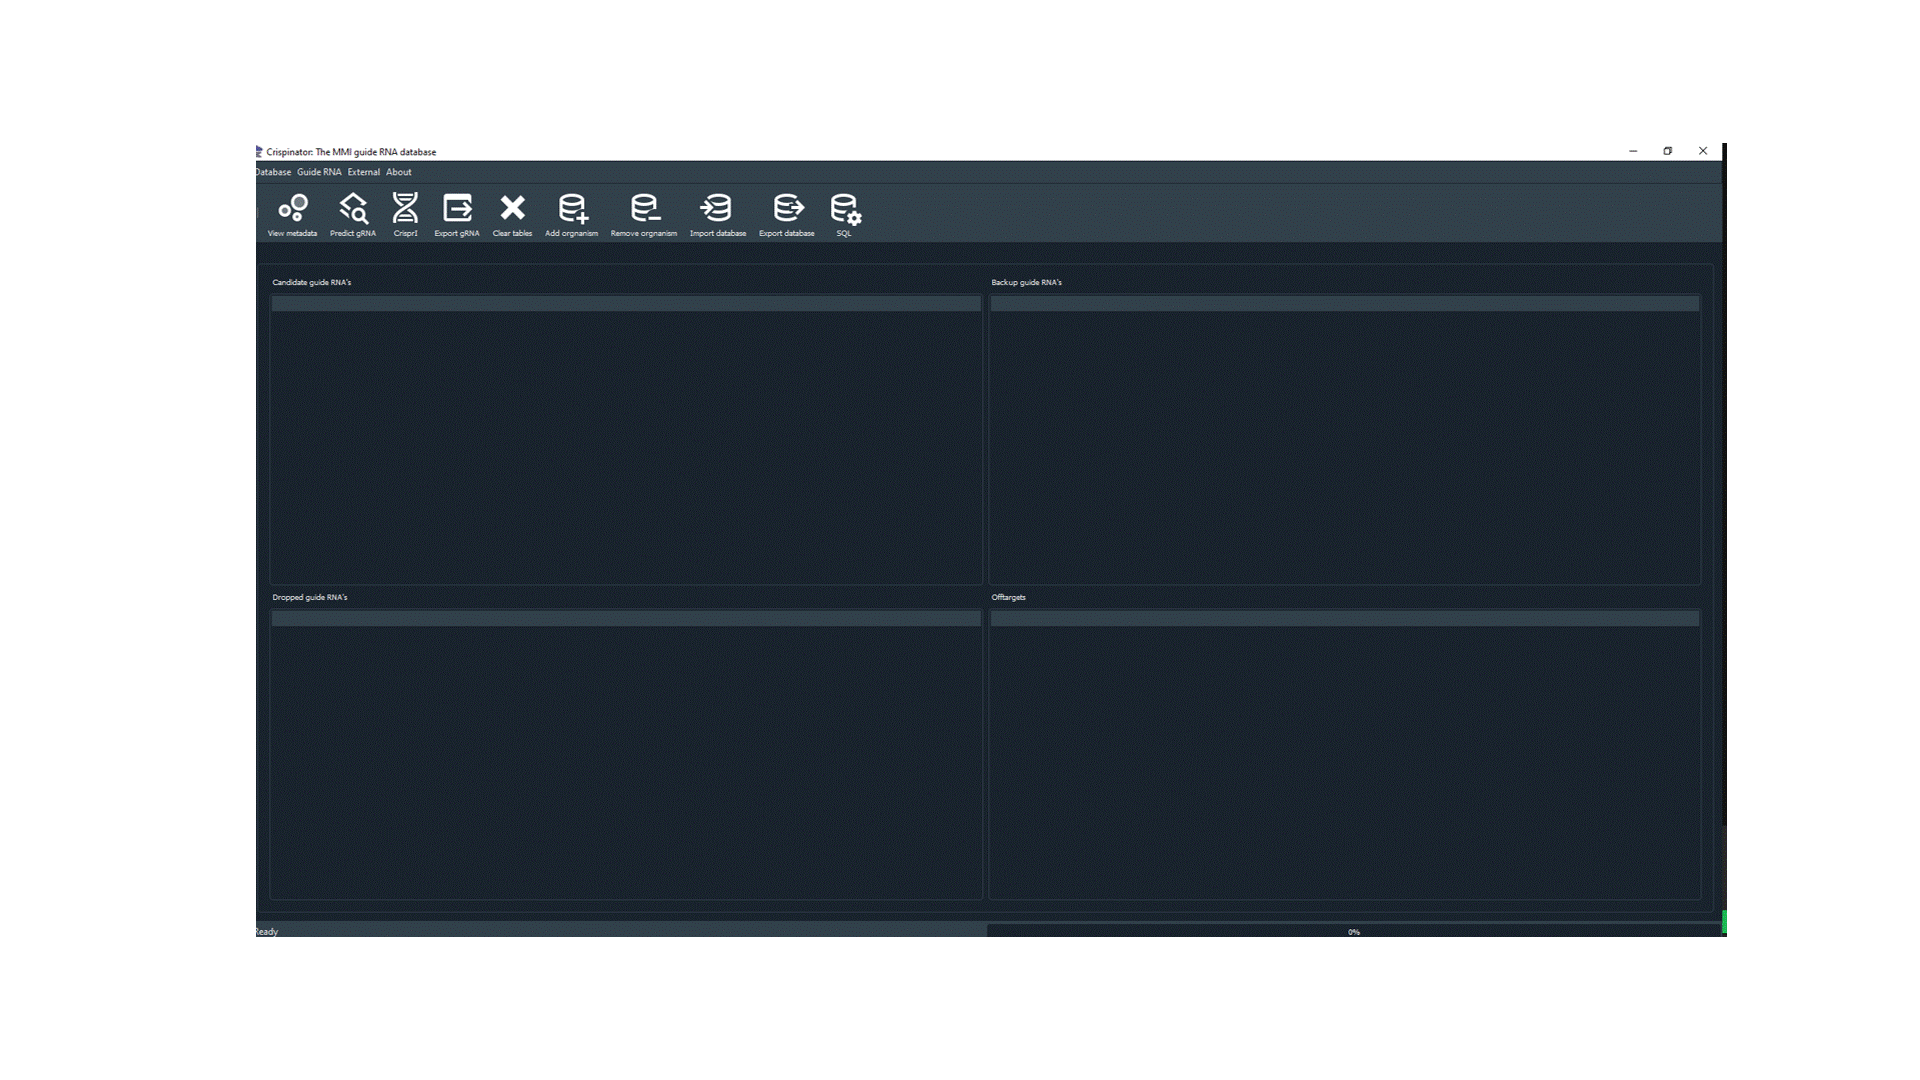 Crispinator: The MMI guide RNA database
Database Guide RNA External About
View metadata Predict gRNA CrisprI Export gRNA Clear tables Add orgnanism Remove orgnanism Import database Export database SQL
Candidate guide RNA's
Backup guide RNA's
Dropped guide RNA's
Offtargets
Ready
0%